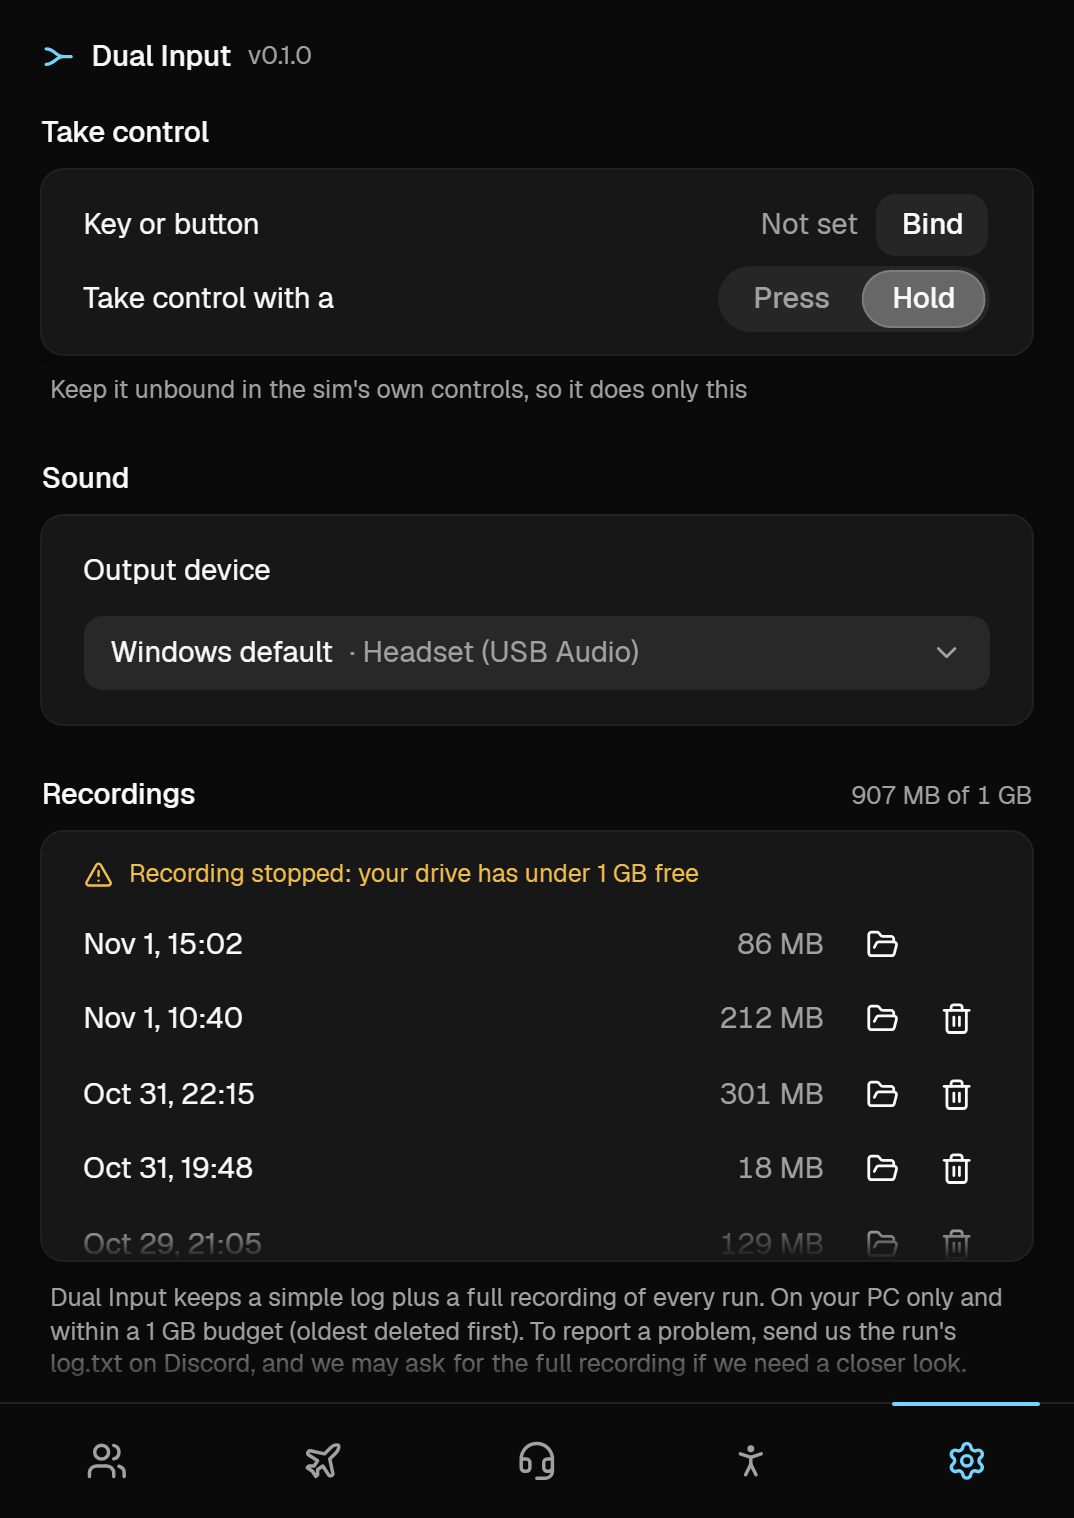 Dual Input v0.1.0
Take control
Key or button Not set Bind
Take control with a Press Hold
Keep it unbound in the sim's own controls, so it does only this
Sound
Output device
Windows default · Headset (USB Audio)
Recordings 907 MB of 1 GB
Recording stopped: your drive has under 1 GB free
Nov 1, 15:02 86 MB
Nov 1, 10:40 212 MB
Oct 31, 22:15 301 MB
Oct 31, 19:48 18 MB
Oct 29, 21:05 129 MB
Dual Input keeps a simple log plus a full recording of every run. On your PC only and
within a 1 GB budget (oldest deleted first). To report a problem, send us the run's
log.txt on Discord, and we may ask for the full recording if we need a closer look.